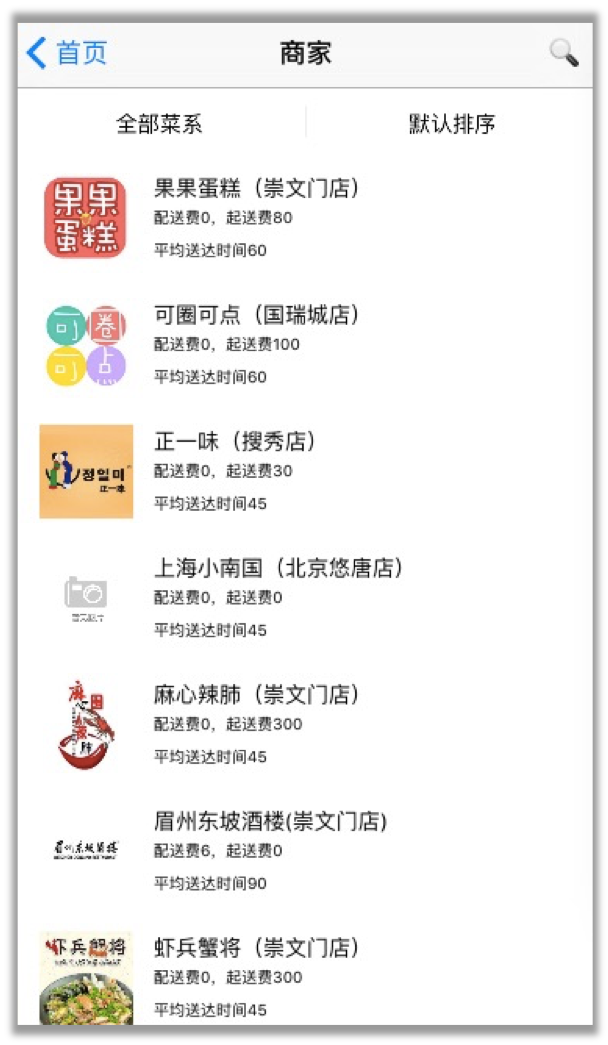 首页
商家
全部菜系
默认排序
果果蛋糕
果果蛋糕（崇文门店）
配送费0，起送费80
平均送达时间60
可圈可点（国瑞城店）
配送费0，起送费100
平均送达时间60
정일미
正一味
正一味（搜秀店）
配送费0，起送费30
平均送达时间45
暂无图片
上海小南国（北京悠唐店）
配送费0，起送费0
平均送达时间45
麻心辣肺（崇文门店）
配送费0，起送费300
平均送达时间45
眉州东坡酒楼
眉州东坡酒楼(崇文门店)
配送费6，起送费0
平均送达时间90
虾兵蟹将
虾兵蟹将（崇文门店）
配送费0，起送费300
平均送达时间45